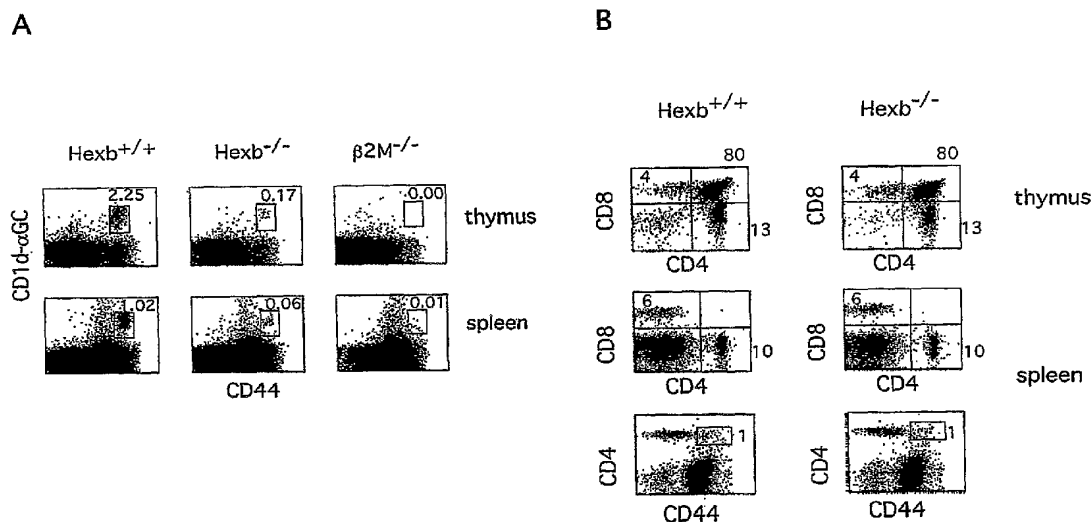 A
B
Hexb+/+
Hexb-/-
β2M-/-
CD1d-αGC
2.25
0.17
0.00
thymus
.02
0.06
0.01
spleen
CD44
Hexb+/+
Hexb-/-
80
80
4
4
CD8
CD8
13
13
thymus
CD4
CD4
6
6
CD8
CD8
10
10
CD4
CD4
spleen
1
1
CD4
CD4
CD44
CD44